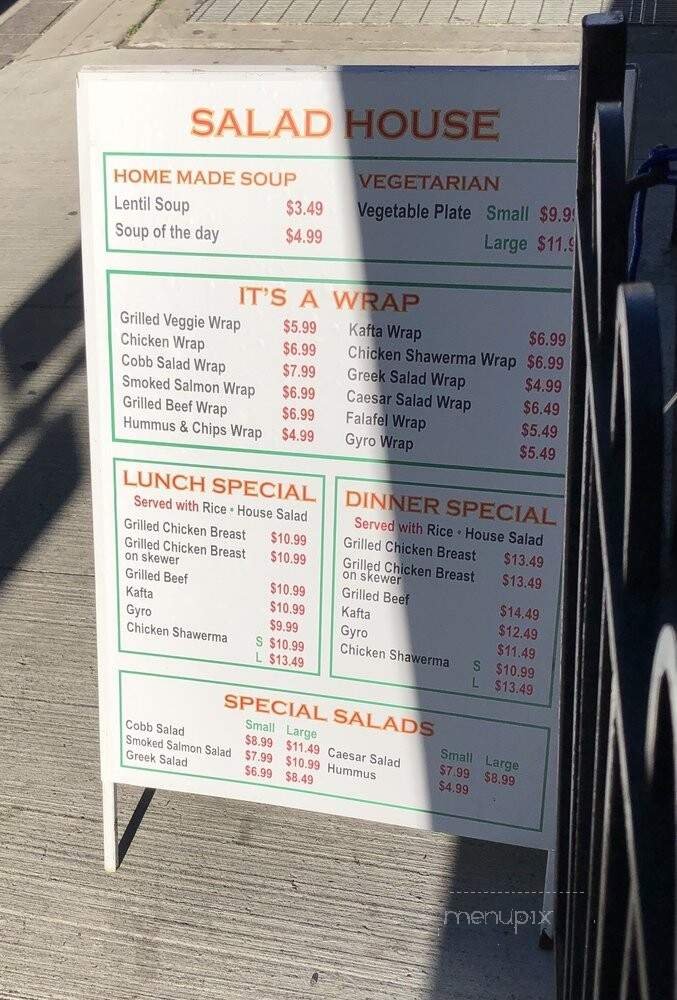 SALAD HOUSE
HOME MADE SOUP
Lentil Soup $3.49
Soup of the day $4.99
VEGETARIAN
Vegetable Plate Small $9.9
Large $11.9
IT'S A WRAP
Grilled Veggie Wrap $5.99
Chicken Wrap $6.99
Cobb Salad Wrap $7.99
Smoked Salmon Wrap $6.99
Grilled Beef Wrap $6.99
Hummus & Chips Wrap $4.99
Kafta Wrap $6.99
Chicken Shawerma Wrap $6.99
Greek Salad Wrap $4.99
Caesar Salad Wrap $6.49
Falafel Wrap $5.49
Gyro Wrap $5.49
LUNCH SPECIAL
Served with Rice • House Salad
Grilled Chicken Breast $10.99
Grilled Chicken Breast $10.99
on skewer
Grilled Beef $10.99
Kafta $10.99
Gyro $9.99
Chicken Shawerma S $10.99
L $13.49
DINNER SPECIAL
Served with Rice • House Salad
Grilled Chicken Breast $13.49
Grilled Chicken Breast $13.49
on skewer
Grilled Beef $14.49
Kafta $12.49
Gyro $11.49
Chicken Shawerma S $10.99
L $13.49
SPECIAL SALADS
Small Large
Cobb Salad $8.99 $11.49
Smoked Salmon Salad $7.99 $10.99
Greek Salad $6.99 $8.49
Small Large
Caesar Salad $7.99 $8.99
Hummus $4.99
menupix